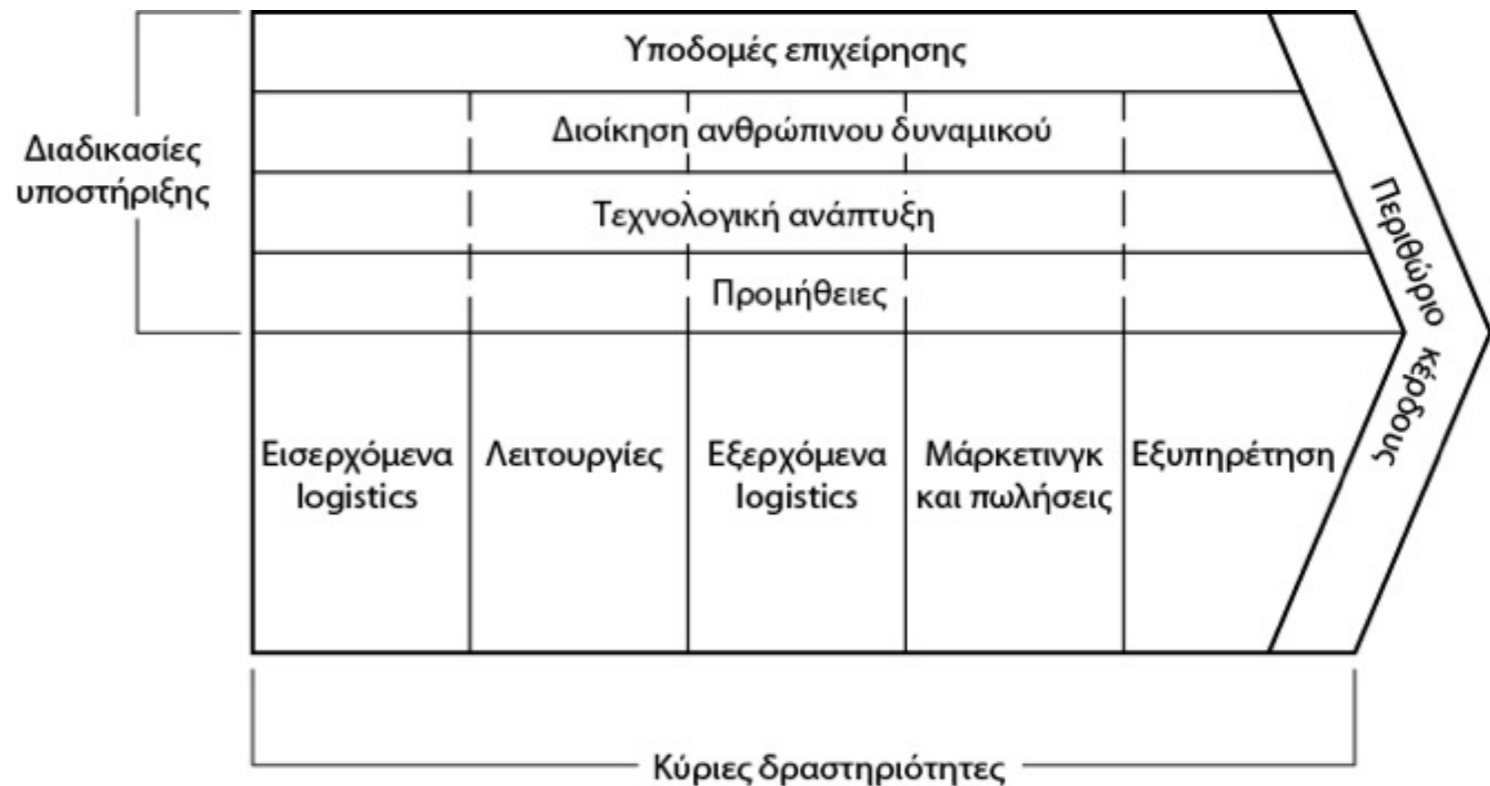 Υποδομές επιχείρησης
Διοίκηση ανθρώπινου δυναμικού
Διαδικασίες
υποστήριξης
Τεχνολογική ανάπτυξη
Προμήθειες
Περιθώριο κέρδους
Εισερχόμενα
logistics
Λειτουργίες
Εξερχόμενα
logistics
Μάρκετινγκ
και πωλήσεις
Εξυπηρέτηση
Κύριες δραστηριότητες